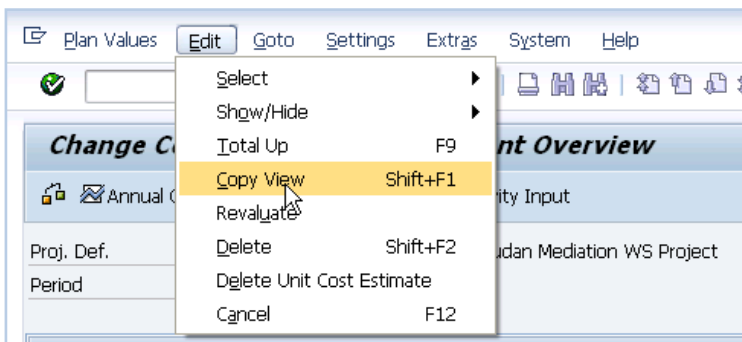 Plan Values Edit Goto Settings Extras System Help
Select
Show/Hide
Change C nt Overview
Total Up F9
Copy View Shift+F1
Annual ity Input
Revaluate
Proj. Def. Delete Shift+F2 udan Mediation WS Project
Period Delete Unit Cost Estimate
Cancel F12